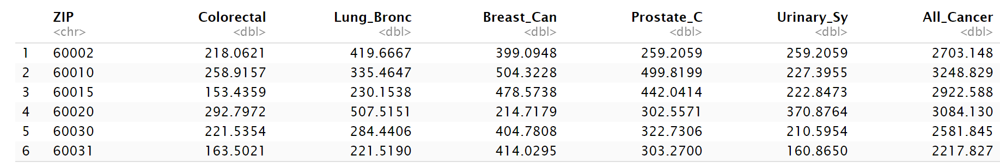 ZIP Colorectal Lung_Bronc Breast_Can Prostate_C Urinary_Sy All_Cancer
<chr> <dbl> <dbl> <dbl> <dbl> <dbl> <dbl>
1 60002 218.0621 419.6667 399.0948 259.2059 259.2059 2703.148
2 60010 258.9157 335.4647 504.3228 499.8199 227.3955 3248.829
3 60015 153.4359 230.1538 478.5738 442.0414 222.8473 2922.588
4 60020 292.7972 507.5151 214.7179 302.5571 370.8764 3084.130
5 60030 221.5354 284.4406 404.7808 322.7306 210.5954 2581.845
6 60031 163.5021 221.5190 414.0295 303.2700 160.8650 2217.827